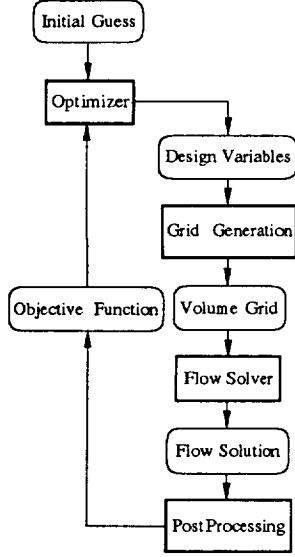 Initial Guess
Optimizer
Design Variables
Grid Generation
Objective Function
Volume Grid
Flow Solver
Flow Solution
Post Processing